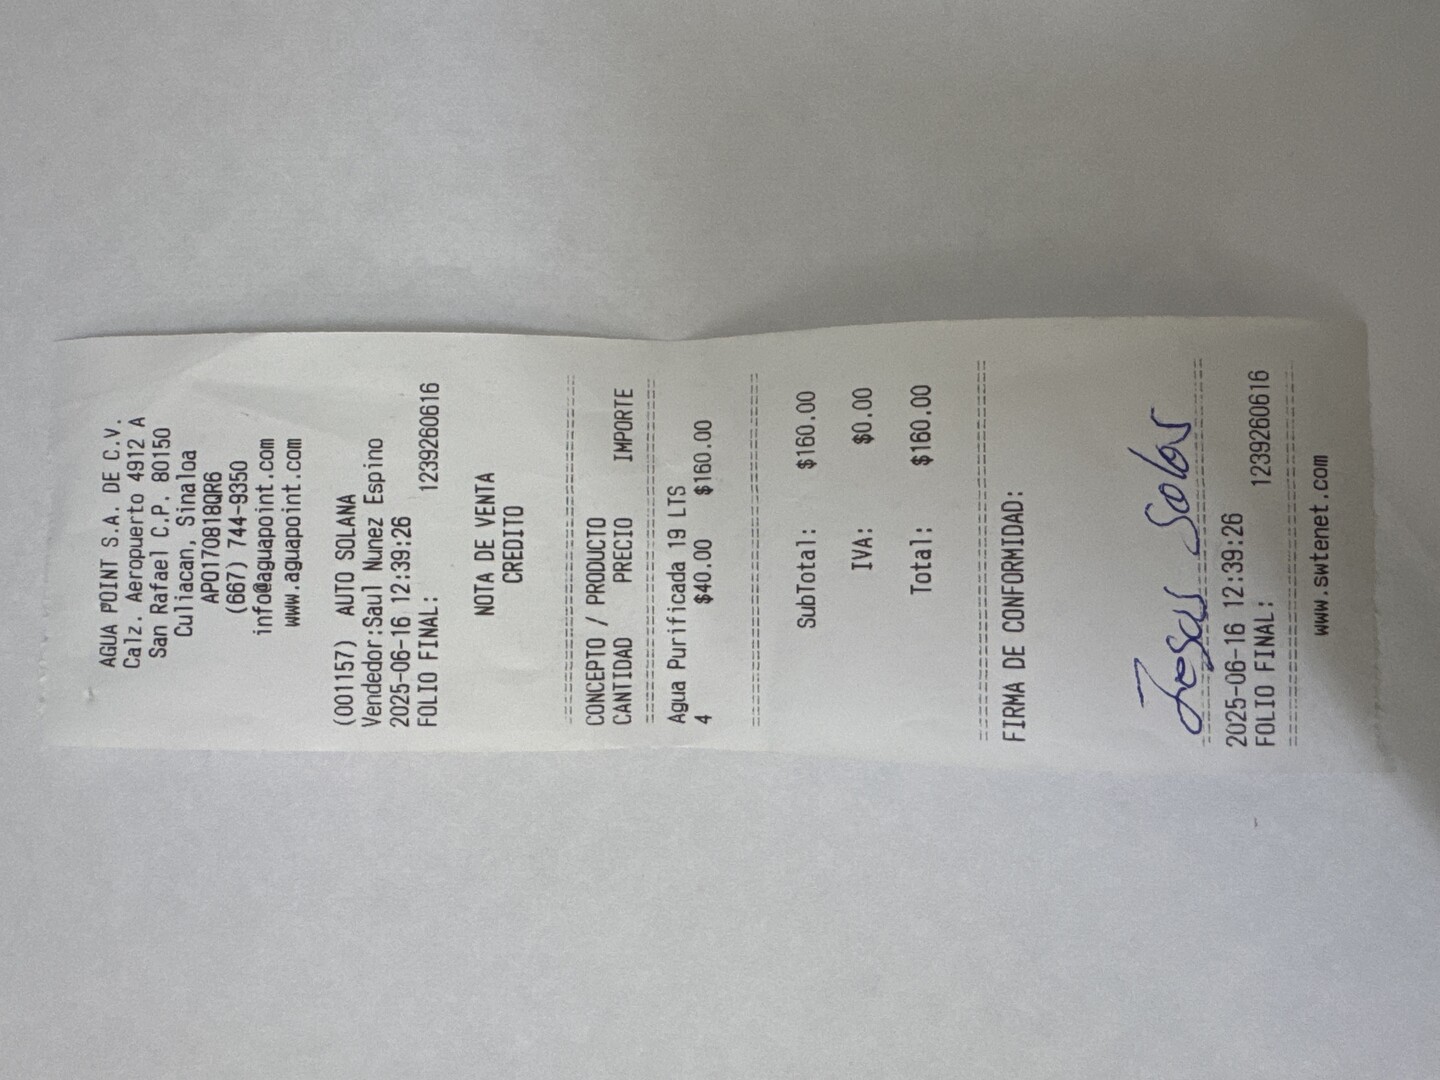 AGUA POINT S.A. DE C.V.
Calz. Aeropuerto 4912 A
San Rafael C.P. 80150
Culiacan, Sinaloa
APO170818QR6
(667) 744-9350
info@aguapoint.com
www.aguapoint.com
(001157) AUTO SOLANA
Vendedor:Saul Nunez Espino
2025-06-16 12:39:26
FOLIO FINAL: 1239260616
NOTA DE VENTA
CREDITO
CONCEPTO / PRODUCTO
CANTIDAD PRECIO IMPORTE
Agua Purificada 19 LTS
4 $40.00 $160.00
SubTotal: $160.00
IVA: $0.00
Total: $160.00
FIRMA DE CONFORMIDAD:
Jesus
2025-06-16 12:39:26
FOLIO FINAL: 1239260616
www.swtenet.com